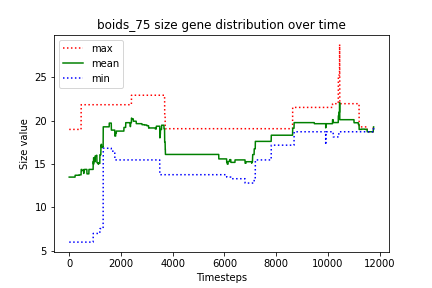 boids_75 size gene distribution over time
max
mean
min
Size value
25
20
15
10
5
0
2000
4000
6000
8000
10000
12000
Timesteps